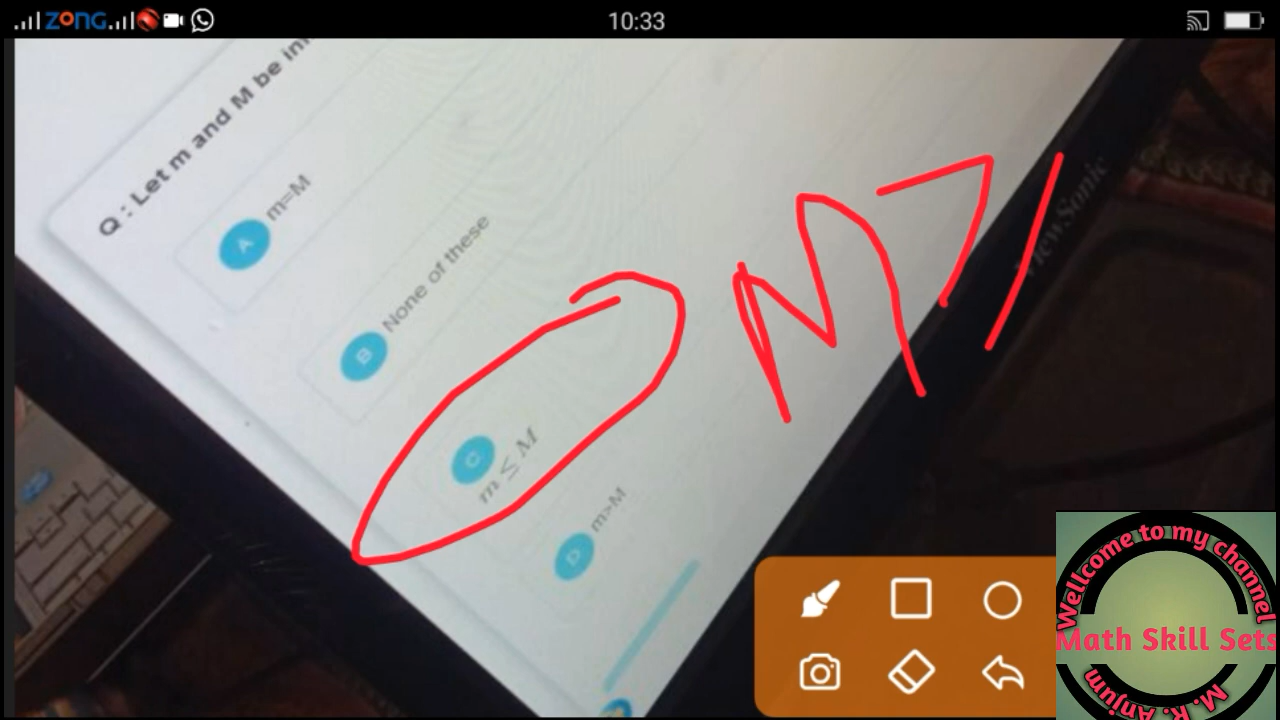 ZONG
10:33
Q : Let m and M be in
A m=M
B None of these
C m ≤ M
D m>M
ViewSonic
Wellcome to my channel
Math Skill Sets
M. R. Anjum